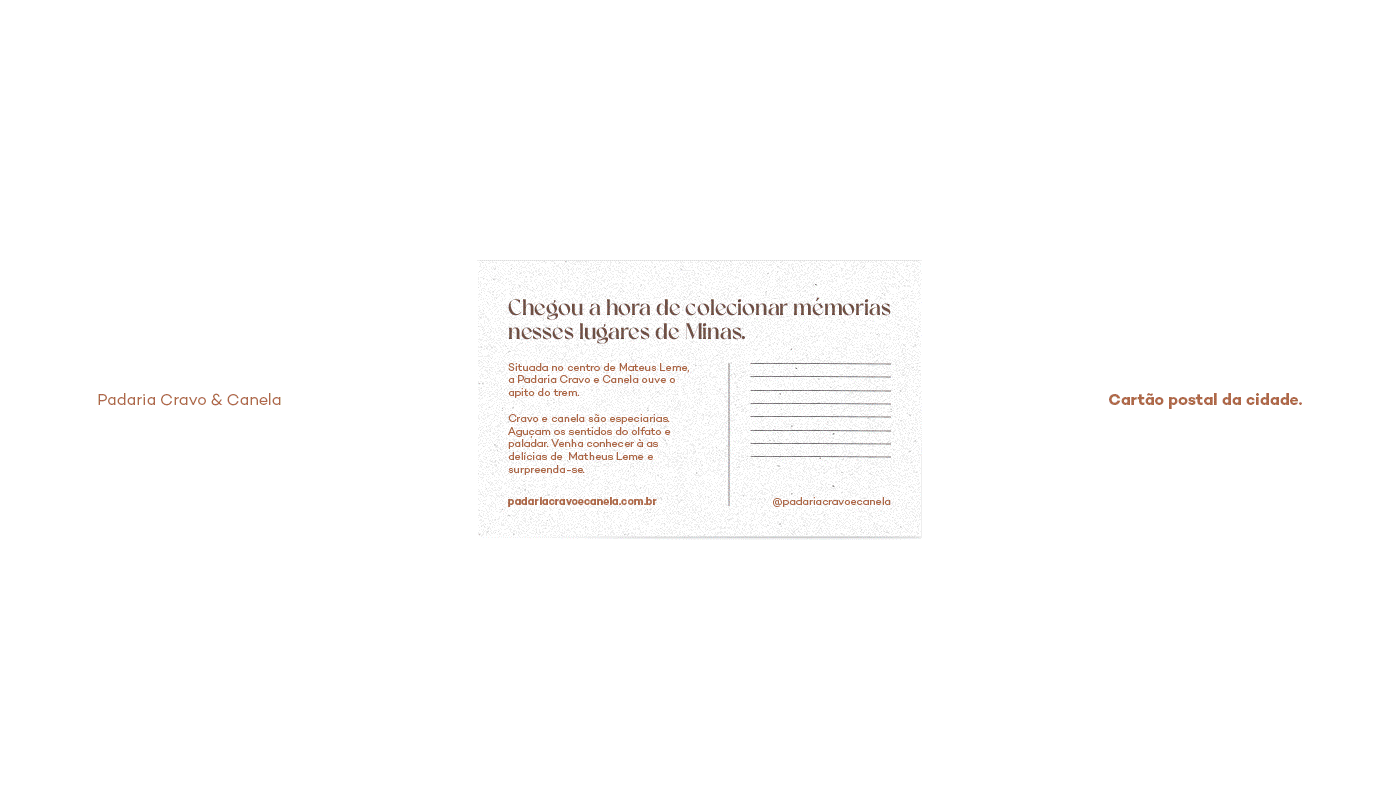 Padaria Cravo & Canela
Chegou a hora de colecionar mémorias
nesses lugares de Minas.
Situada no centro de Mateus Leme,
a Padaria Cravo e Canela ouve o
apito do trem.
Cravo e canela são especiarias.
Aguçam os sentidos do olfato e
paladar. Venha conhecer à as
delícias de Matheus Leme e
surpreenda-se.
padariacravoecanela.com.br
@padariacravoecanela
Cartão postal da cidade.